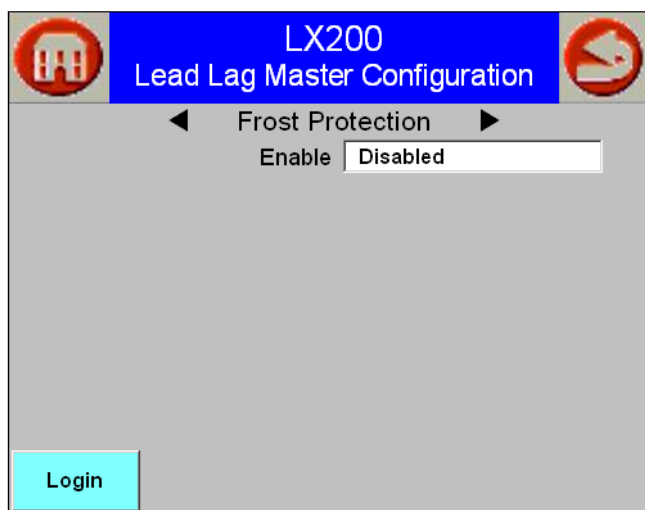 LX200
Lead Lag Master Configuration
◀ Frost Protection ▶
Enable Disabled
Login